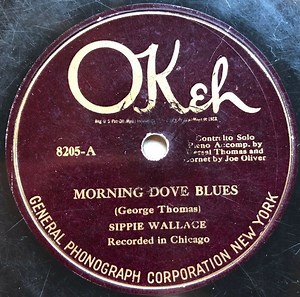 OKeh
8205-A
Contralto Solo
Piano Accomp. by
Hersal Thomas and
Cornet by Joe Oliver
MORNING DOVE BLUES
(George Thomas)
SIPPIE WALLACE
Recorded in Chicago
GENERAL PHONOGRAPH CORPORATION NEW YORK